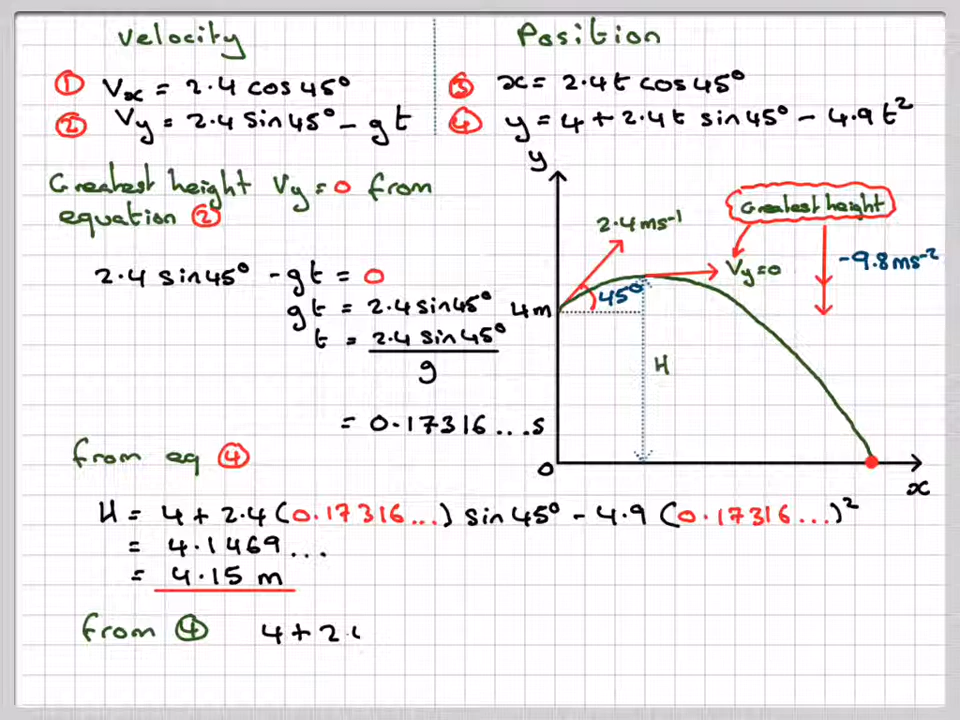 Velocity
① Vx = 2.4 cos 45°
② Vy = 2.4 sin 45° - gt
Position
③ x = 2.4t cos 45°
④ y = 4 + 2.4t sin 45° - 4.9t²
Greatest height Vy = 0 from
equation ②
2.4 sin 45° - gt = 0
gt = 2.4 sin 45°
t = 2.4 sin 45°
g
= 0.17316...s
y
Greatest height
2.4 ms⁻¹
-9.8 ms⁻²
Vy = 0
45°
4m
H
0
x
from eq ④
H = 4 + 2.4 (0.17316...) sin 45° - 4.9 (0.17316...)²
= 4.1469...
= 4.15 m
from ④ 4 + 2.